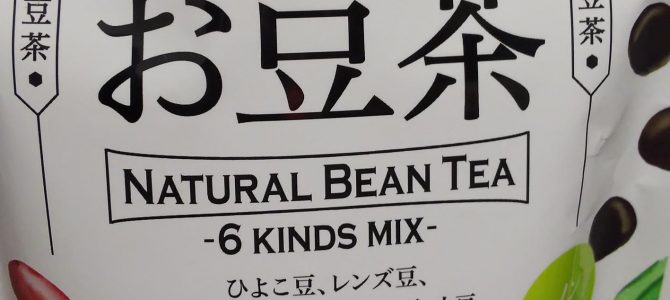 豆茶
お豆茶
豆茶
NATURAL BEAN TEA
-6 KINDS MIX-
ひよこ豆、レンズ豆、